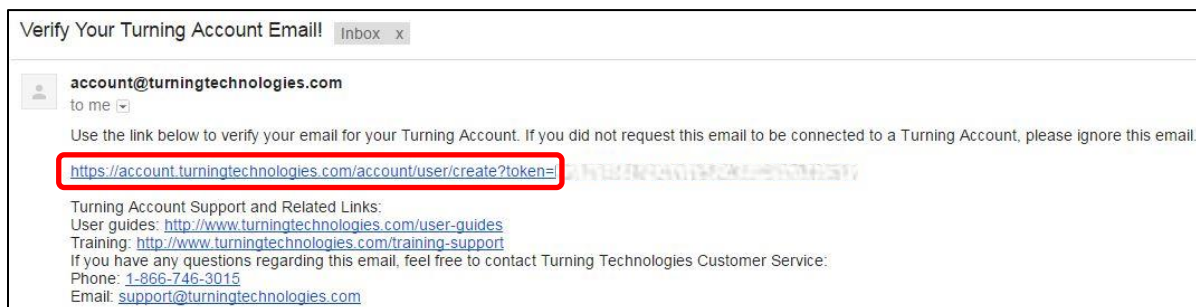 Verify Your Turning Account Email! Inbox x
account@turningtechnologies.com
to me
Use the link below to verify your email for your Turning Account. If you did not request this email to be connected to a Turning Account, please ignore this email.
https://account.turningtechnologies.com/account/user/create?token=
Turning Account Support and Related Links:
User guides: http://www.turningtechnologies.com/user-guides
Training: http://www.turningtechnologies.com/training-support
If you have any questions regarding this email, feel free to contact Turning Technologies Customer Service:
Phone: 1-866-746-3015
Email: support@turningtechnologies.com